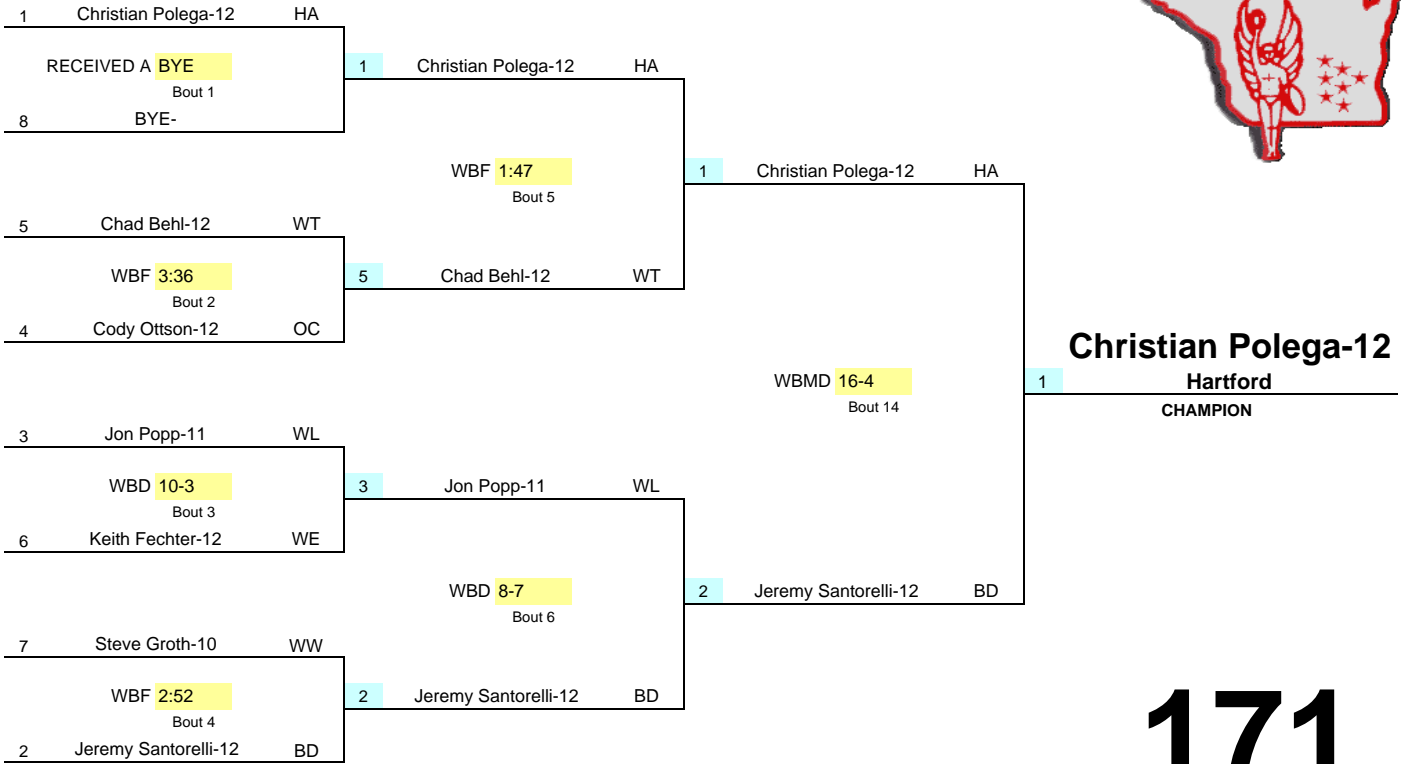 1 Christian Polega-12 HA
RECEIVED A BYE
Bout 1
8 BYE-
1 Christian Polega-12 HA
WBF 1:47
Bout 5
5 Chad Behl-12 WT
WBF 3:36
Bout 2
4 Cody Ottson-12 OC
5 Chad Behl-12 WT
1 Christian Polega-12 HA
WBMD 16-4
Bout 14
3 Jon Popp-11 WL
WBD 10-3
Bout 3
6 Keith Fechter-12 WE
3 Jon Popp-11 WL
WBD 8-7
Bout 6
7 Steve Groth-10 WW
WBF 2:52
Bout 4
2 Jeremy Santorelli-12 BD
2 Jeremy Santorelli-12 BD
2 Jeremy Santorelli-12 BD
Christian Polega-12
1 Hartford
CHAMPION
171